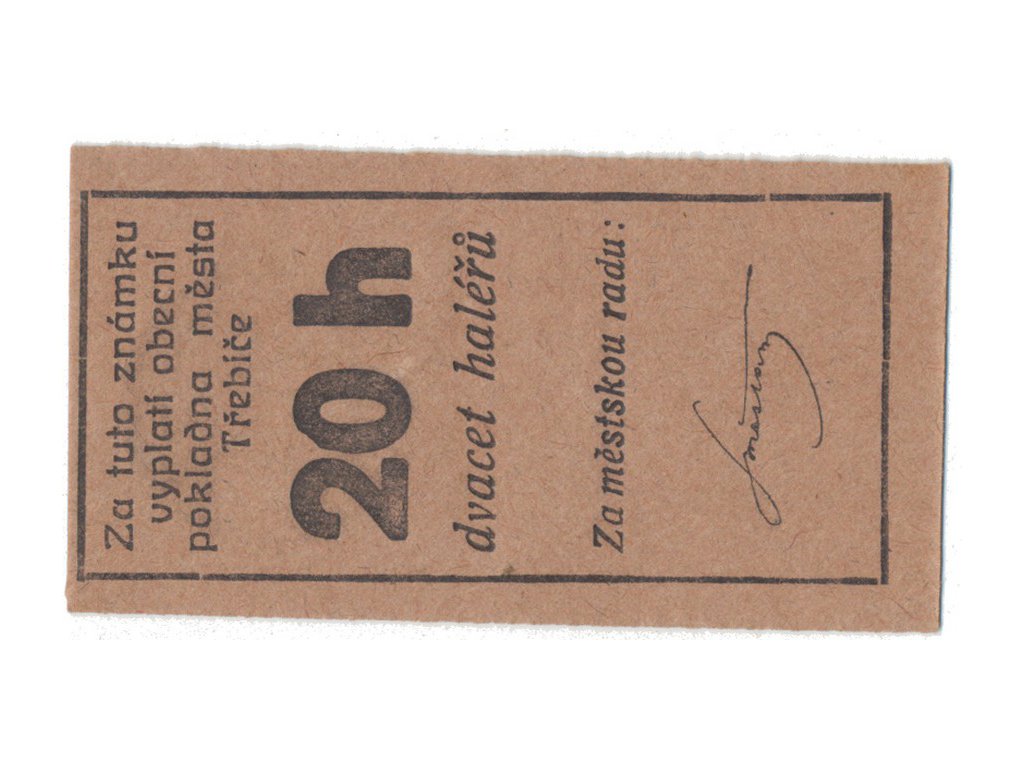 Za tuto známku
vyplatí obecní
pokladna města
Třebíče
20 h
dvacet haléřů
Za městskou radu: